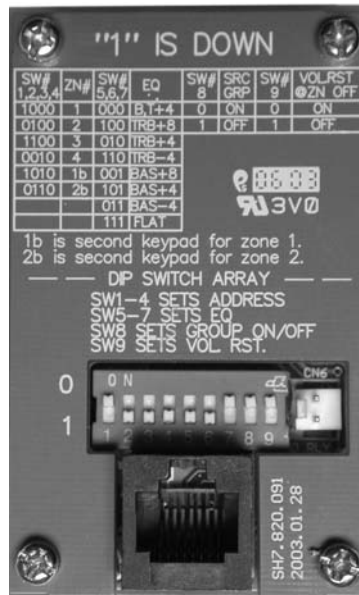 "1" IS DOWN
SW# 1,2,3,4 ZN# SW# 5,6,7 EQ SW# 8 SRC GRP SW# 9 VOLRST @ZN OFF
1000 1 000 B,T+4 0 ON 0 ON
0100 2 100 TRB+8 1 OFF 1 OFF
1100 3 010 TRB+4
0010 4 110 TRB-4
1010 1b 001 BAS+8
0110 2b 101 BAS+4
011 BAS-4
111 FLAT
0603
3V0
1b is second keypad for zone 1.
2b is second keypad for zone 2.
DIP SWITCH ARRAY
SW1-4 SETS ADDRESS
SW5-7 SETS EQ
SW8 SETS GROUP ON/OFF
SW9 SETS VOL. RST.
CN6
0 ON
1
1 2 3 4 5 6 7 8 9
SH7.820.091
2003.01.28